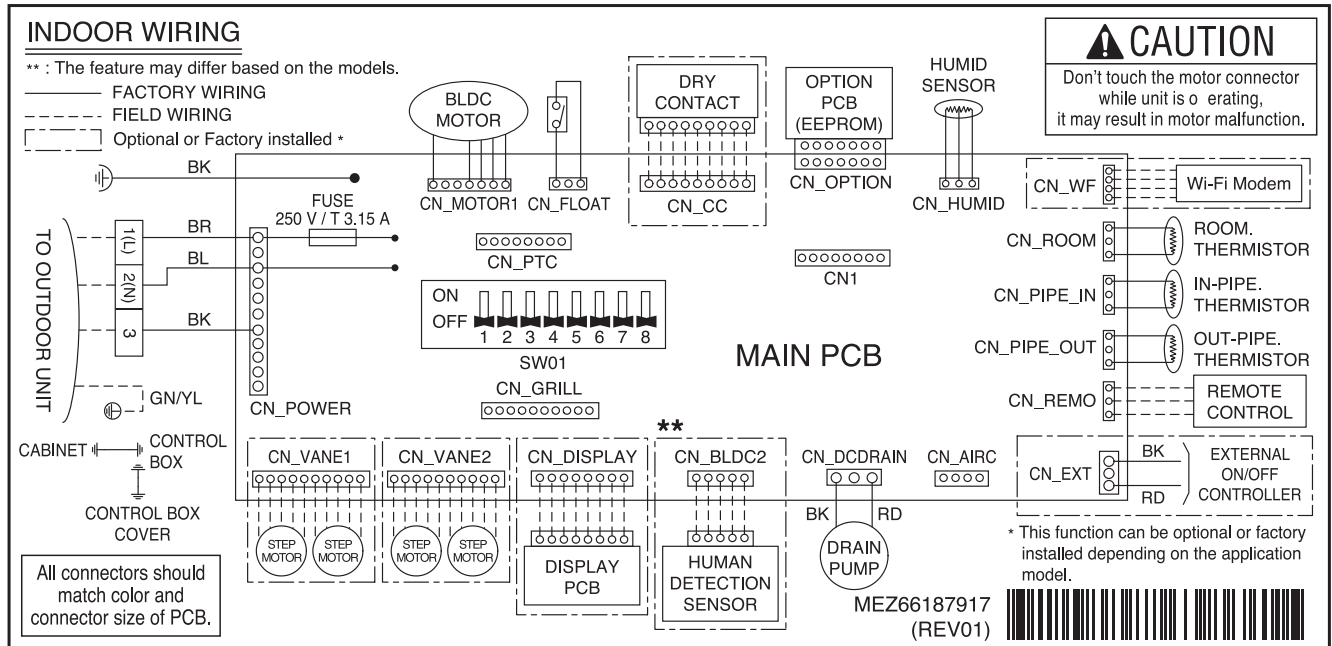 INDOOR WIRING
** : The feature may differ based on the models.
FACTORY WIRING
FIELD WIRING
Optional or Factory installed *
BLDC
MOTOR
CN_MOTOR1
CN_FLOAT
DRY
CONTACT
CN_CC
OPTION
PCB
(EEPROM)
CN_OPTION
HUMID
SENSOR
CN_HUMID
CAUTION
Don't touch the motor connector
while unit is o erating,
it may result in motor malfunction.
BK
FUSE
250 V / T 3.15 A
BR
BL
BK
TO OUTDOOR UNIT
1(L)
2(N)
3
GN/YL
CN_POWER
CABINET
CONTROL
BOX
CONTROL BOX
COVER
CN_PTC
ON
OFF
1 2 3 4 5 6 7 8
SW01
CN_GRILL
CN1
MAIN PCB
CN_WF
Wi-Fi Modem
CN_ROOM
ROOM.
THERMISTOR
CN_PIPE_IN
IN-PIPE.
THERMISTOR
CN_PIPE_OUT
OUT-PIPE.
THERMISTOR
CN_REMO
REMOTE
CONTROL
CN_EXT
BK
RD
EXTERNAL
ON/OFF
CONTROLLER
CN_VANE1
STEP
MOTOR
STEP
MOTOR
CN_VANE2
STEP
MOTOR
STEP
MOTOR
CN_DISPLAY
DISPLAY
PCB
**
CN_BLDC2
HUMAN
DETECTION
SENSOR
CN_DCDRAIN
BK
RD
DRAIN
PUMP
CN_AIRC
* This function can be optional or factory
installed depending on the application
model.
All connectors should
match color and
connector size of PCB.
MEZ66187917
(REV01)